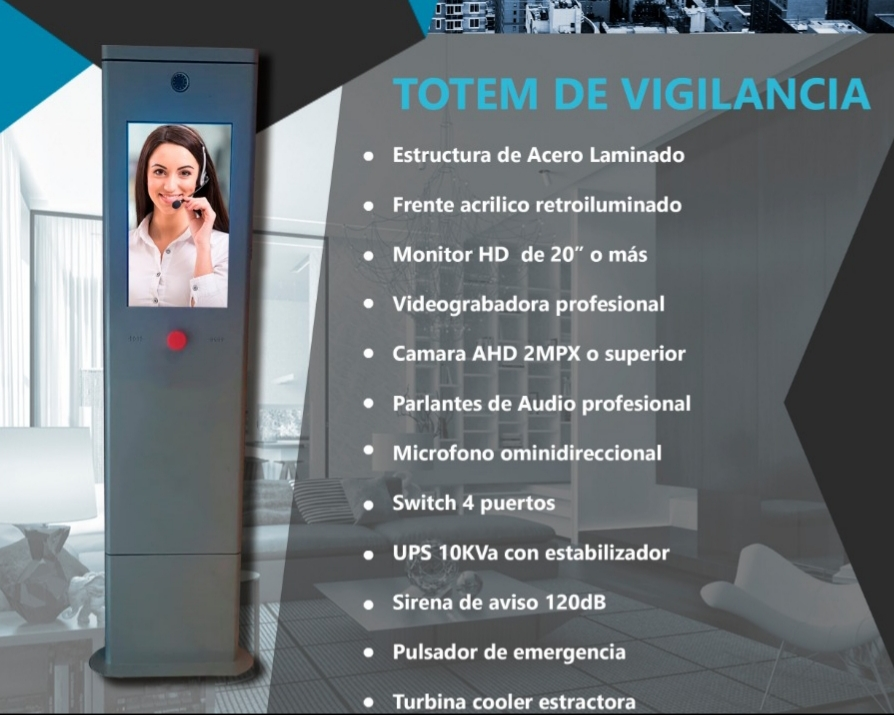 TOTEM DE VIGILANCIA
Estructura de Acero Laminado
Frente acrilico retroiluminado
Monitor HD de 20” o más
Videograbadora profesional
Camara AHD 2MPX o superior
Parlantes de Audio profesional
Microfono ominidireccional
Switch 4 puertos
UPS 10KVa con estabilizador
Sirena de aviso 120dB
Pulsador de emergencia
Turbina cooler estractora